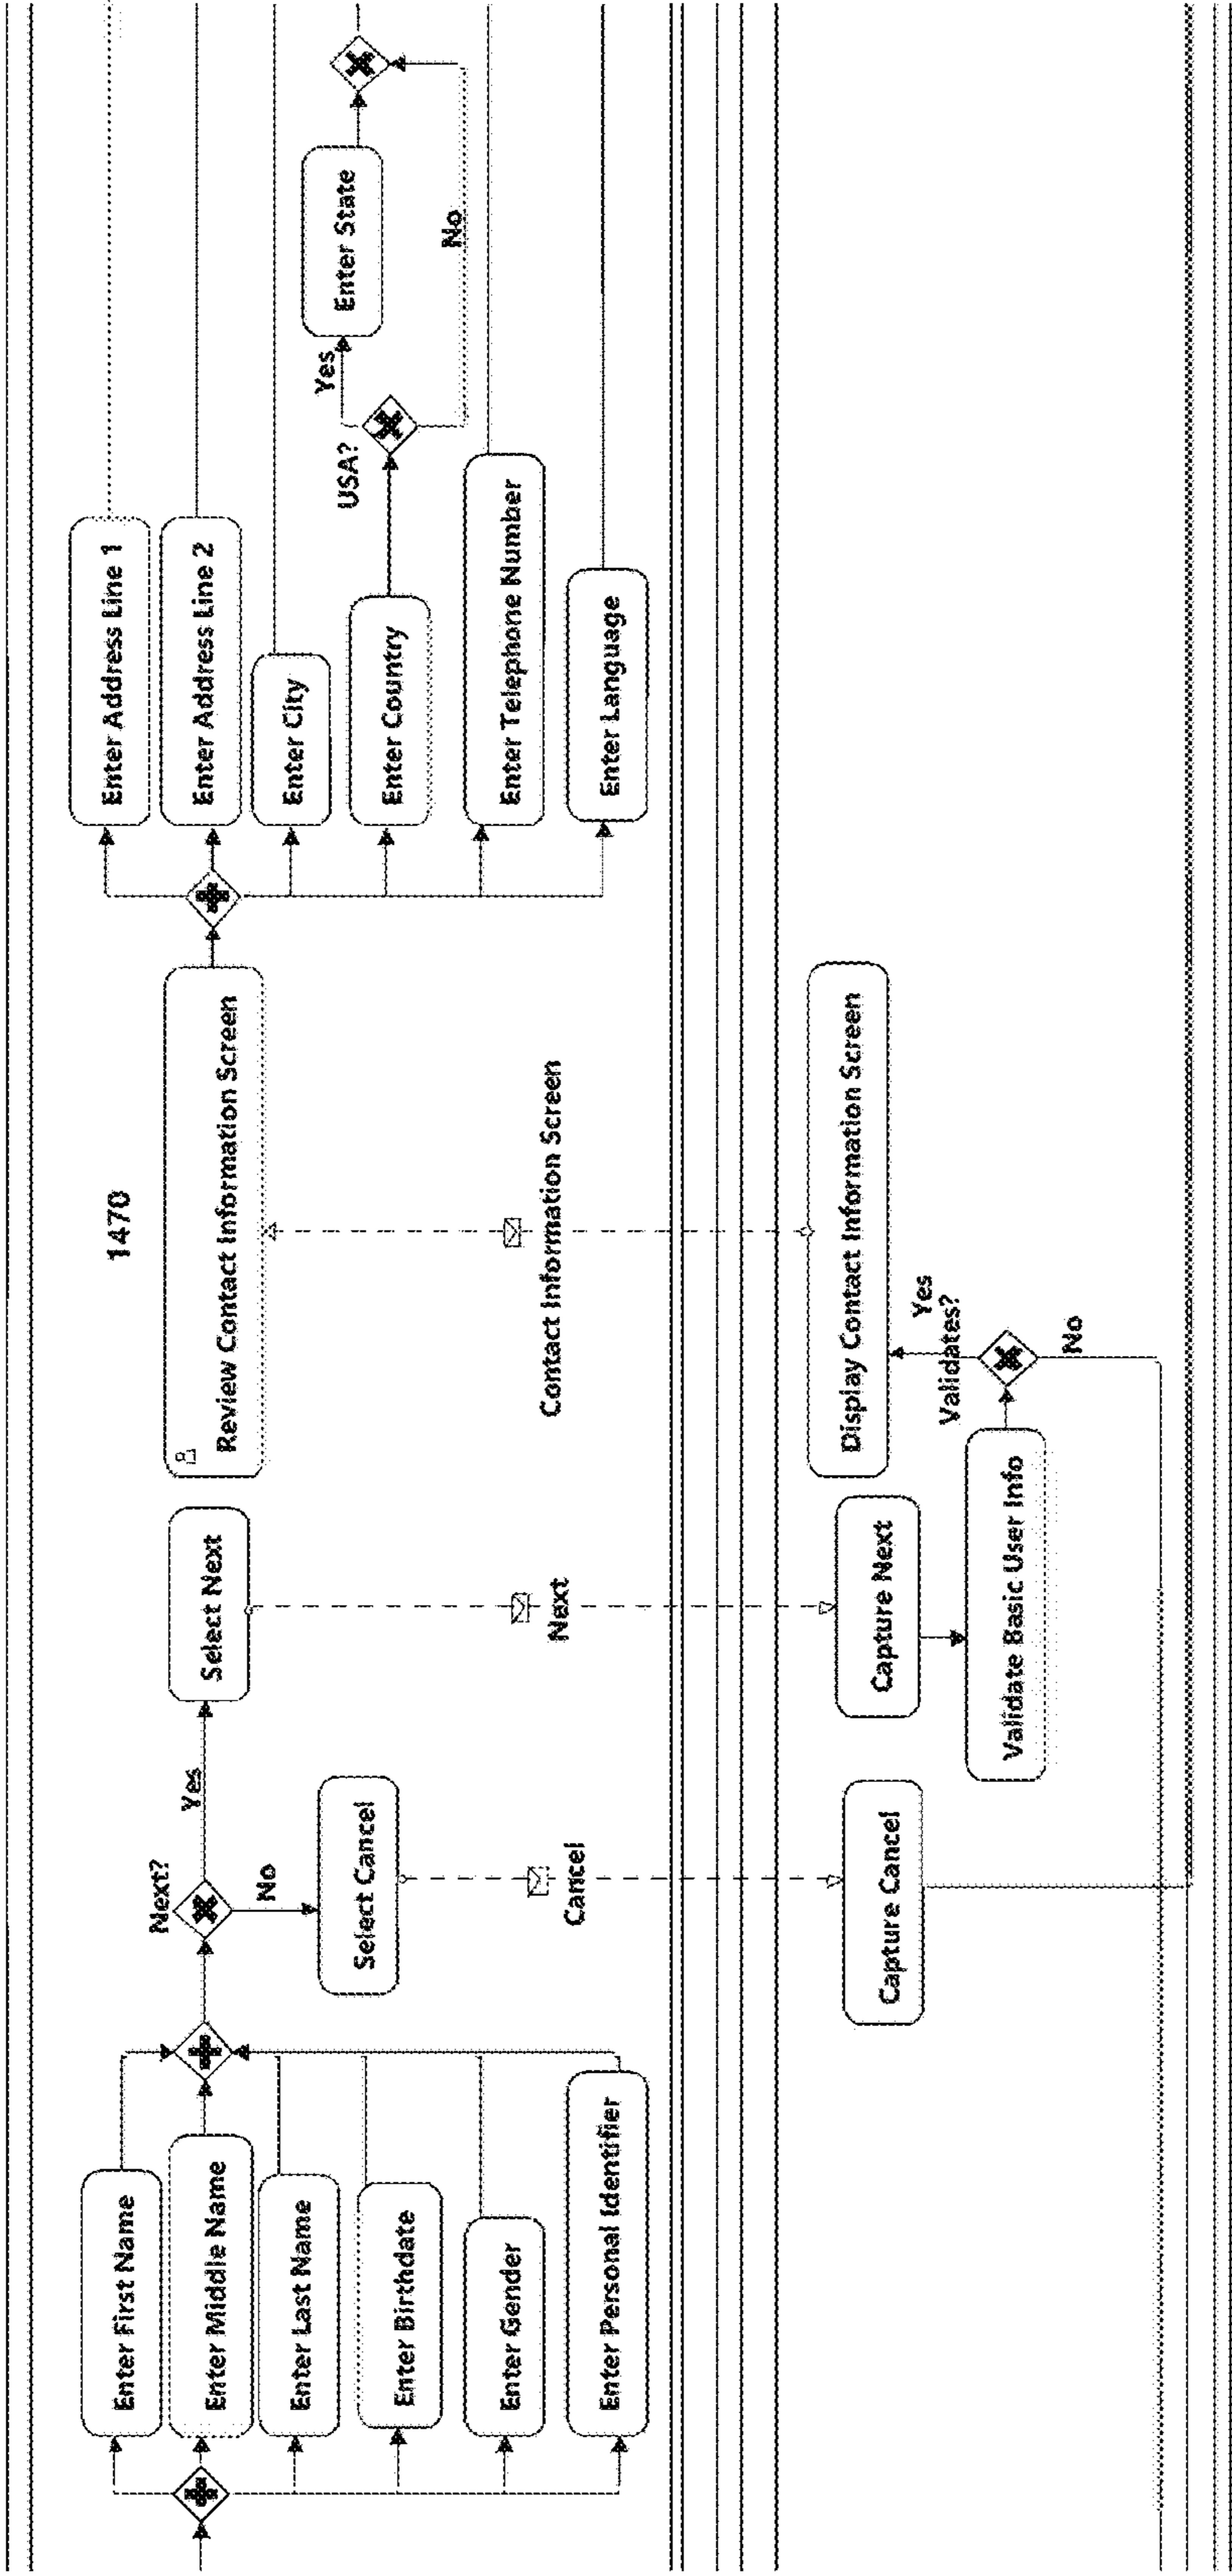 Enter First Name
Enter Middle Name
Enter Last Name
Enter Birthdate
Enter Gender
Enter Personal Identifier
Next?
Yes
No
Select Next
Select Cancel
Next
Cancel
1470
Review Contact Information Screen
Contact Information Screen
Enter Address Line 1
Enter Address Line 2
Enter City
Enter Country
Enter Telephone Number
Enter Language
USA?
Yes
No
Enter State
Capture Cancel
Capture Next
Validate Basic User Info
Validates?
Yes
No
Display Contact Information Screen